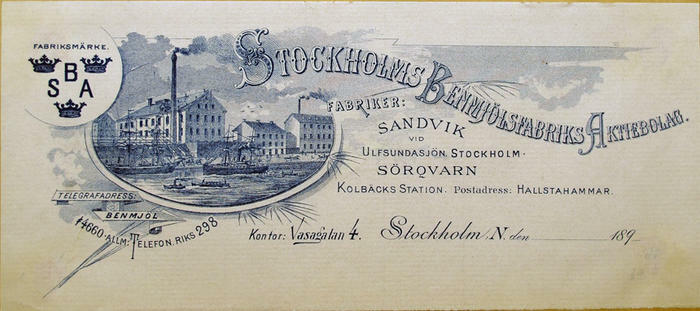 FABRIKSMÄRKE.
B
S A
STOCKHOLMS BENMJÖLSFABRIKS AKTIEBOLAG.
FABRIKER:
SANDVIK
VID
ULFSUNDASJÖN, STOCKHOLM.
SÖRQVARN
KOLBÄCKS STATION. Postadress: HALLSTAHAMMAR.
TELEGRAFADRESS:
BENMJÖL
4660 ALLM: TELEFON. RIKS 298
Kontor: Vasagatan 4.
Stockholm, N. den 189